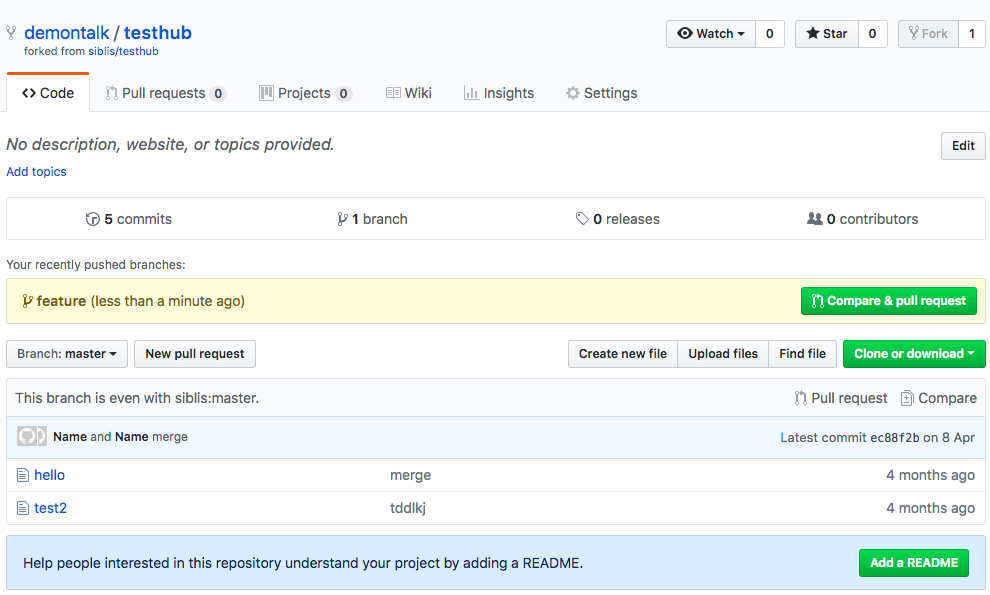 demontalk / testhub
Watch 0 Star 0 Fork 1
forked from siblis/testhub
Code Pull requests 0 Projects 0 Wiki Insights Settings
No description, website, or topics provided.
Edit
Add topics
5 commits 1 branch 0 releases 0 contributors
Your recently pushed branches:
feature (less than a minute ago) Compare & pull request
Branch: master New pull request Create new file Upload files Find file Clone or download
This branch is even with siblis:master. Pull request Compare
Name and Name merge Latest commit ec88f2b on 8 Apr
hello merge 4 months ago
test2 tddlkj 4 months ago
Help people interested in this repository understand your project by adding a README. Add a README